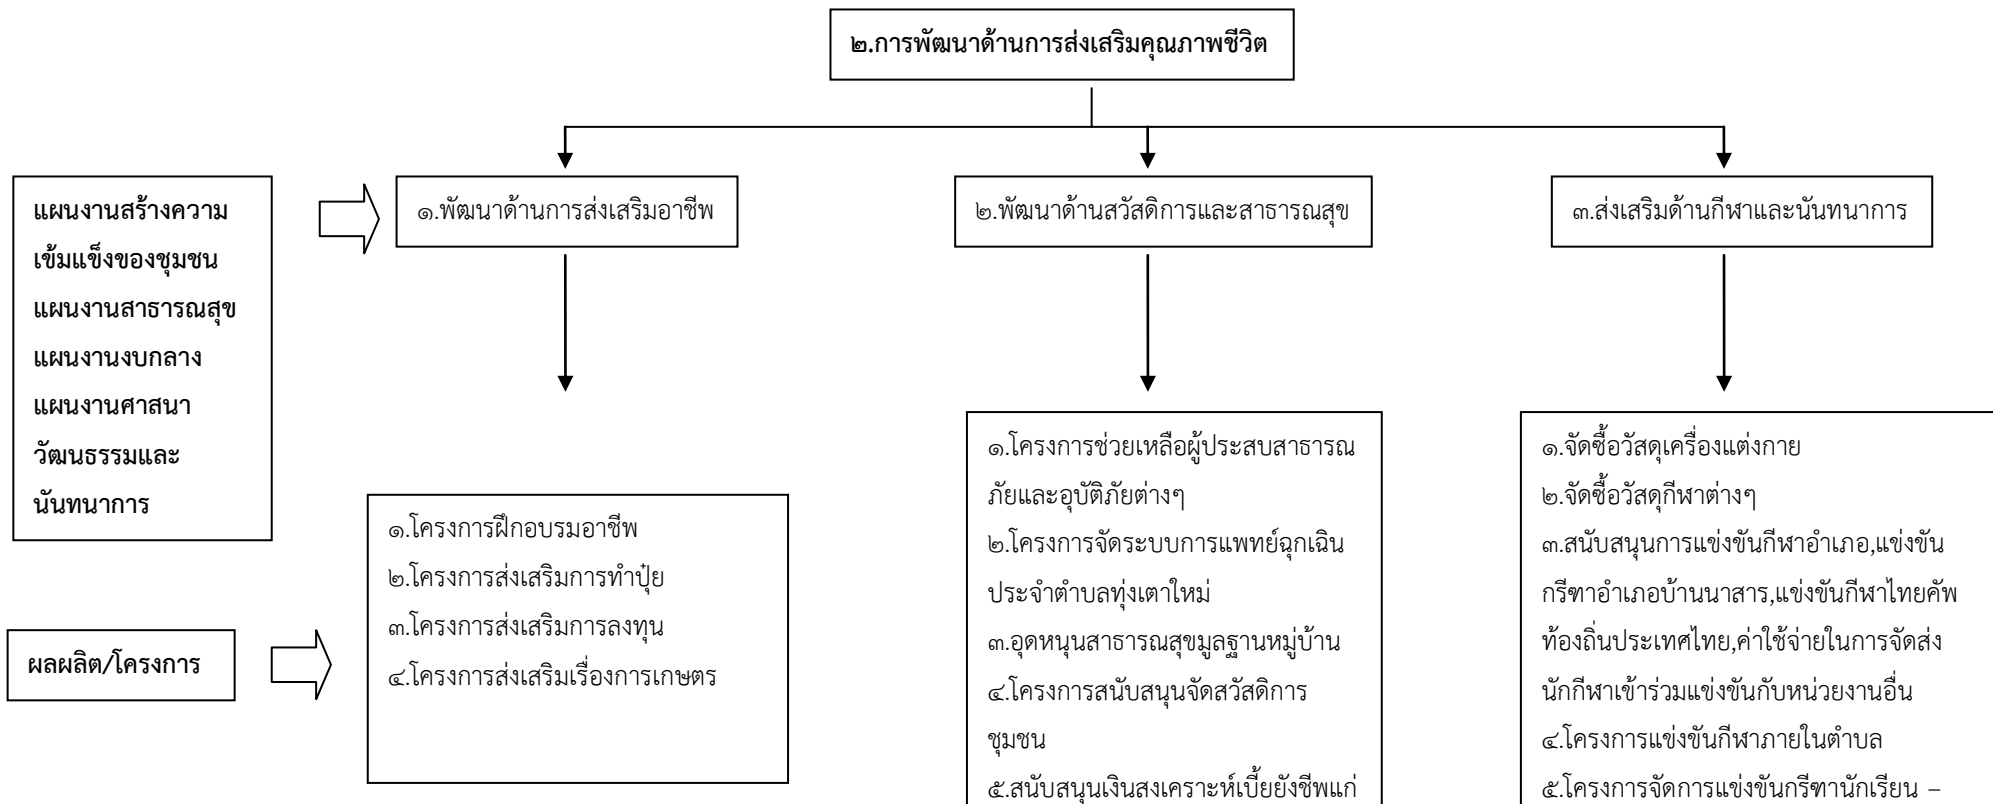 ๒.การพัฒนาด้านการส่งเสริมคุณภาพชีวิต
แผนงานสร้างความ
เข้มแข็งของชุมชน
แผนงานสาธารณสุข
แผนงานงบกลาง
แผนงานศาสนา
วัฒนธรรมและ
นันทนาการ
๑.พัฒนาด้านการส่งเสริมอาชีพ
๒.พัฒนาด้านสวัสดิการและสาธารณสุข
๓.ส่งเสริมด้านกีฬาและนันทนาการ
ผลผลิต/โครงการ
๑.โครงการฝึกอบรมอาชีพ
๒.โครงการส่งเสริมการทำปุ๋ย
๓.โครงการส่งเสริมการลงทุน
๔.โครงการส่งเสริมเรื่องการเกษตร
๑.โครงการช่วยเหลือผู้ประสบสาธารณ
ภัยและอุบัติภัยต่างๆ
๒.โครงการจัดระบบการแพทย์ฉุกเฉิน
ประจำตำบลทุ่งเตาใหม่
๓.อุดหนุนสาธารณสุขมูลฐานหมู่บ้าน
๔.โครงการสนับสนุนจัดสวัสดิการ
ชุมชน
๕.สนับสนุนเงินสงเคราะห์เบี้ยยังชีพแก่
๑.จัดซื้อวัสดุเครื่องแต่งกาย
๒.จัดซื้อวัสดุกีฬาต่างๆ
๓.สนับสนุนการแข่งขันกีฬาอำเภอ,แข่งขัน
กรีฑาอำเภอบ้านนาสาร,แข่งขันกีฬาไทยคัพ
ท้องถิ่นประเทศไทย,ค่าใช้จ่ายในการจัดส่ง
นักกีฬาเข้าร่วมแข่งขันกับหน่วยงานอื่น
๔.โครงการแข่งขันกีฬาภายในตำบล
๕.โครงการจัดการแข่งขันกรีฑานักเรียน –